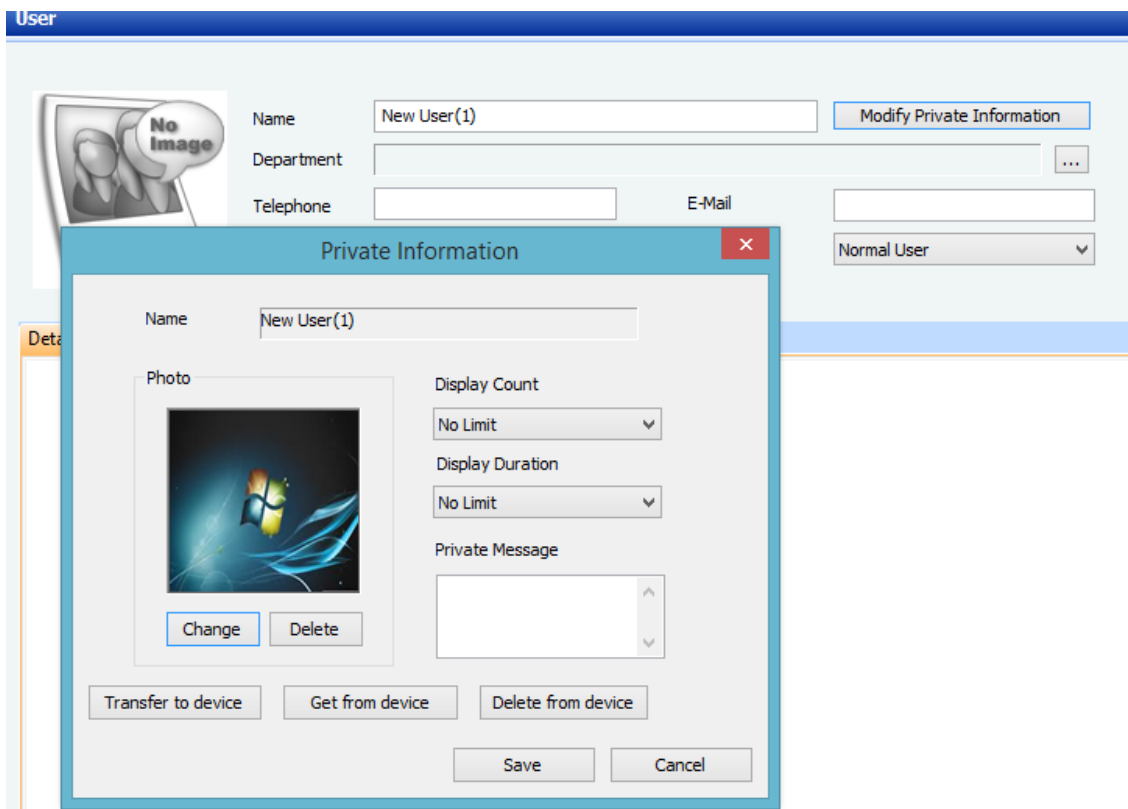 User
No Image
Name New User(1) Modify Private Information
Department ...
Telephone E-Mail
Normal User
Private Information
Name New User(1)
Deta
Photo Display Count
No Limit
Display Duration
No Limit
Private Message
Change Delete
Transfer to device Get from device Delete from device
Save Cancel